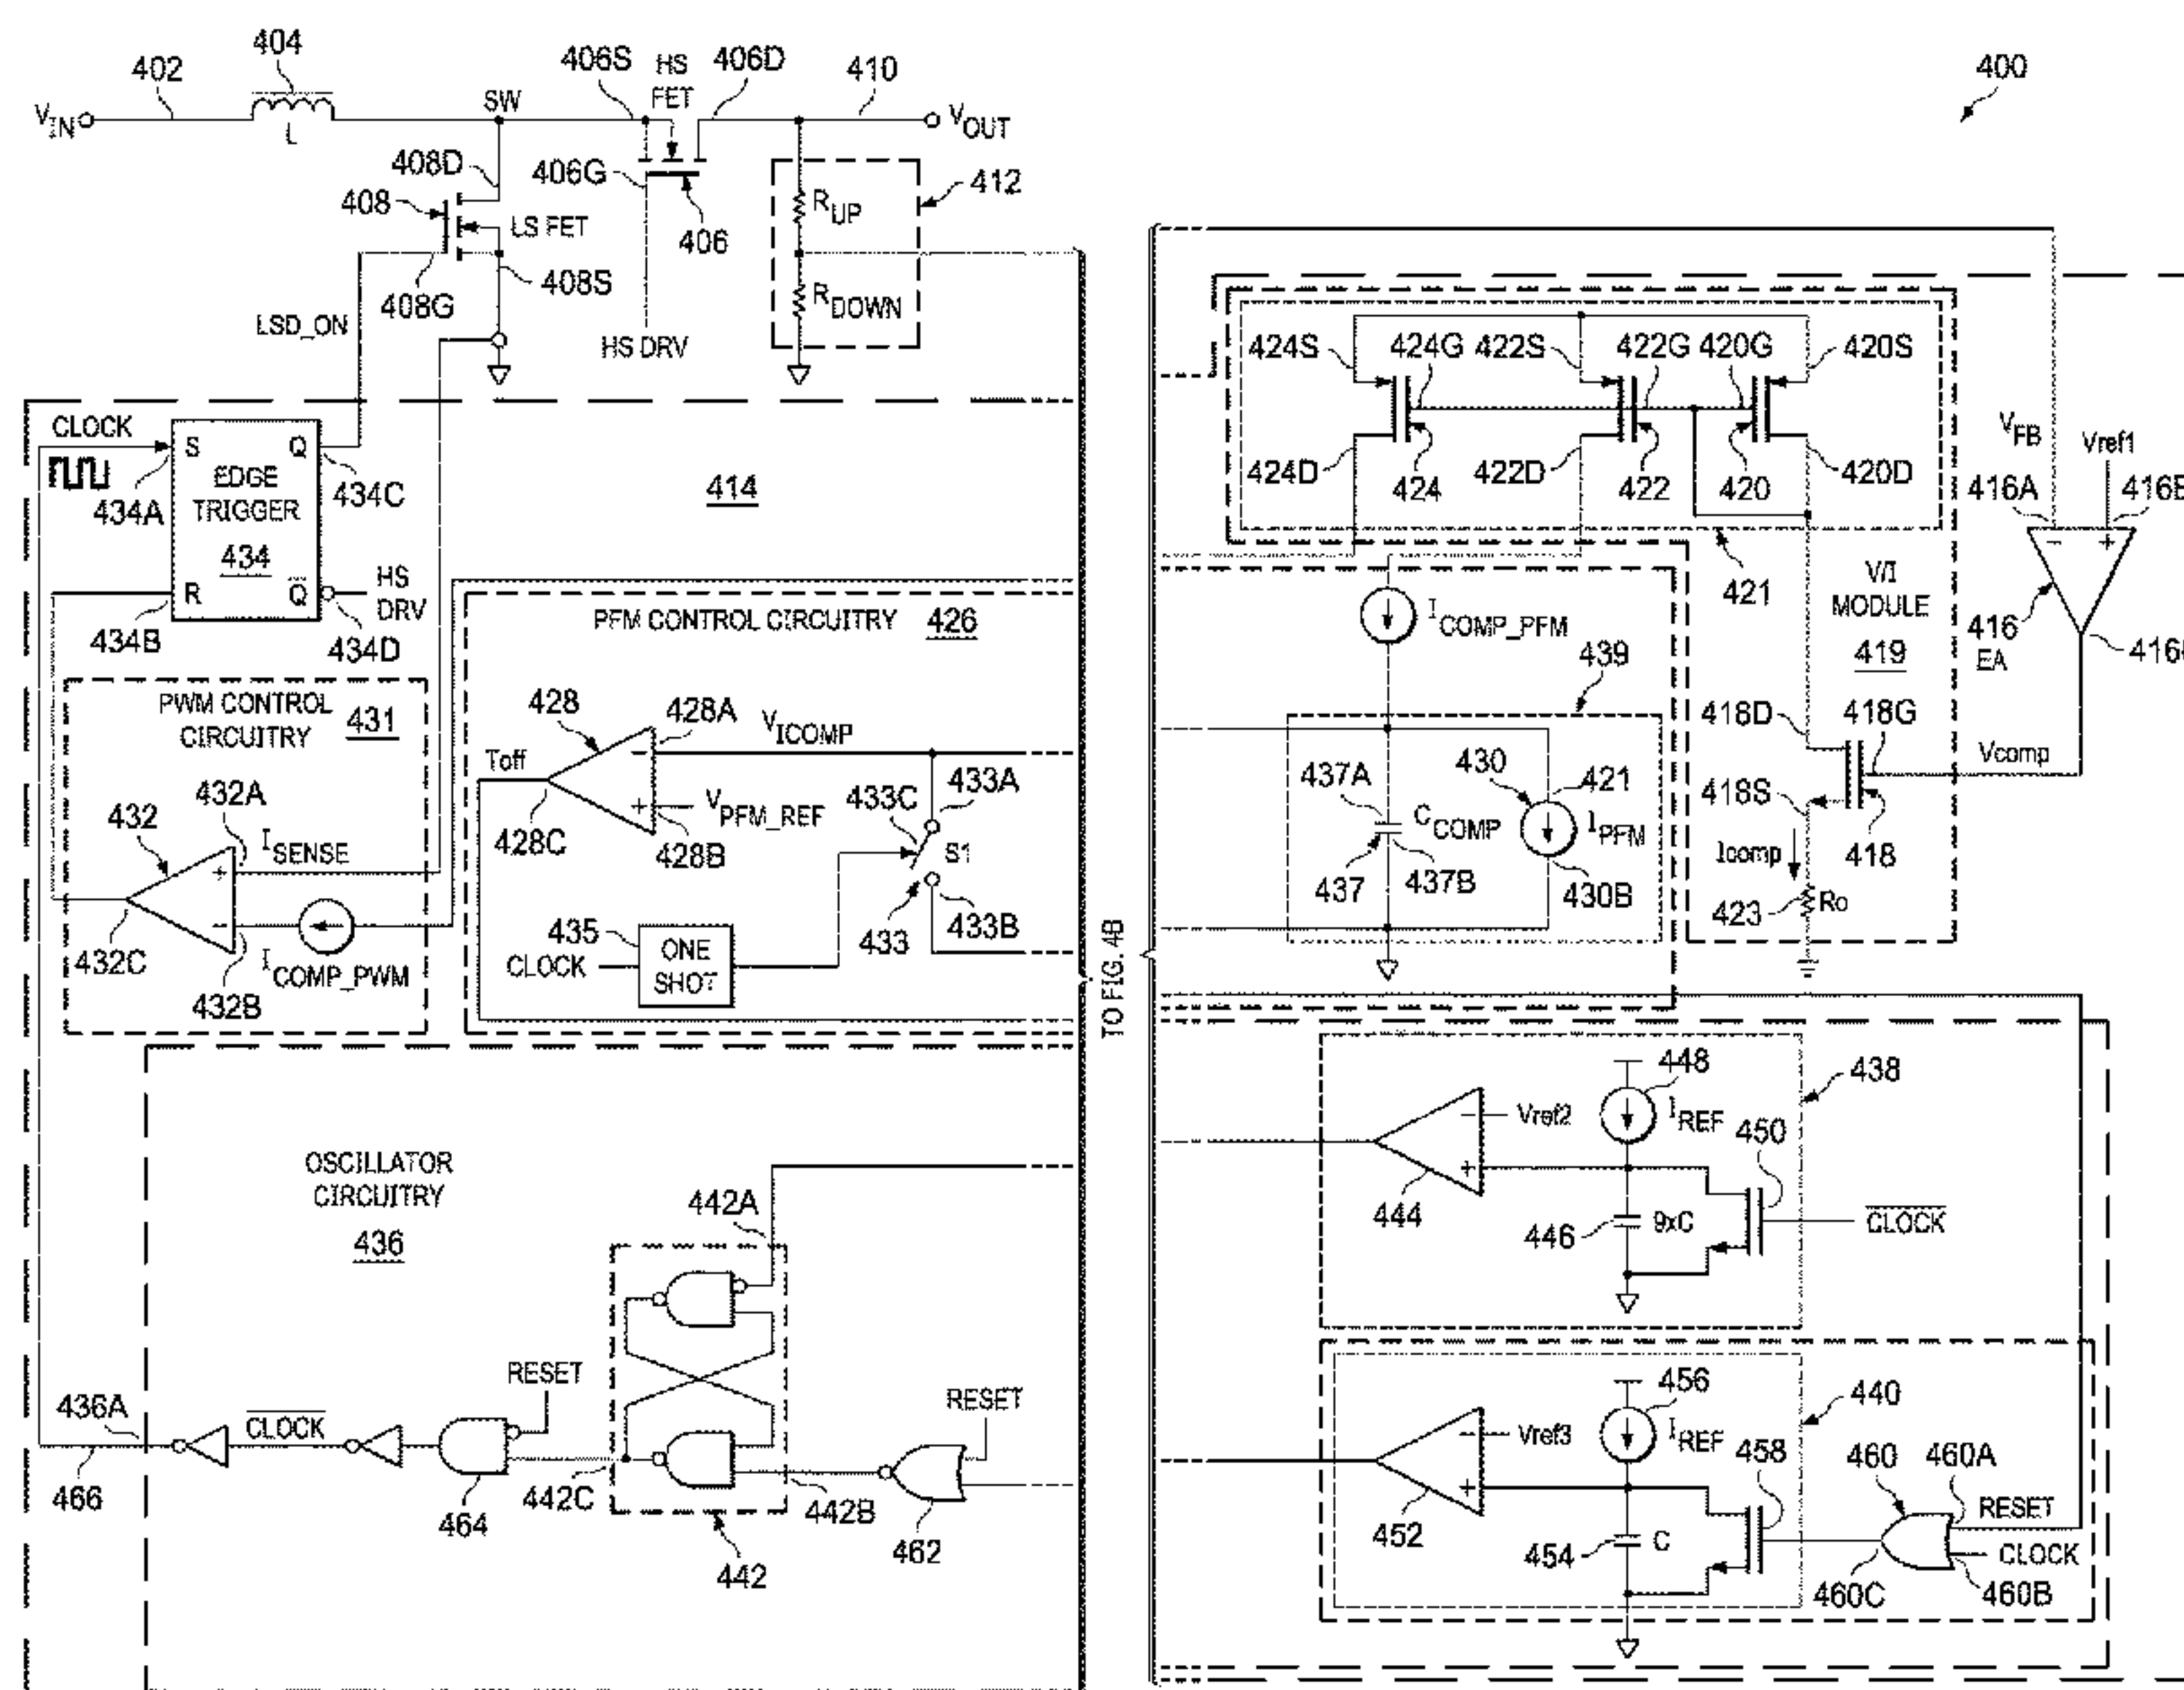 404
402
406S
HS
FET
406D
410
400
VIN
L
SW
VOUT
408D
406G
412
408
LS FET
RUP
406
408G
408S
RDOWN
LSD_ON
HS DRV
424S
424G
422S
422G
420G
420S
VFB
Vref1
CLOCK
S
Q
EDGE
TRIGGER
434
434A
434C
414
424D
424
422D
422
420
420D
416A
421
V/I
MODULE
419
416
EA
R
Q
HS
DRV
434B
434D
PFM CONTROL CIRCUITRY
426
ICOMP_PFM
439
PWM CONTROL
CIRCUITRY
431
428
428A
VICOMP
418D
418G
Toff
VPFM_REF
433C
433A
437A
430
421
Vcomp
432
432A
ISENSE
428C
428B
S1
CCOMP
IPFM
418S
Icomp
418
437
437B
430B
423
Ro
435
ONE
SHOT
CLOCK
433
433B
432C
432B
ICOMP_PWM
TO FIG. 4B
+
−
−
+
−
+
OSCILLATOR
CIRCUITRY
436
442A
448
438
Vref2
IREF
450
−
+
444
446
9xC
CLOCK
RESET
RESET
436A
CLOCK
466
464
442C
442B
462
442
456
440
Vref3
IREF
458
460
460A
RESET
−
+
452
454
C
460C
CLOCK
460B